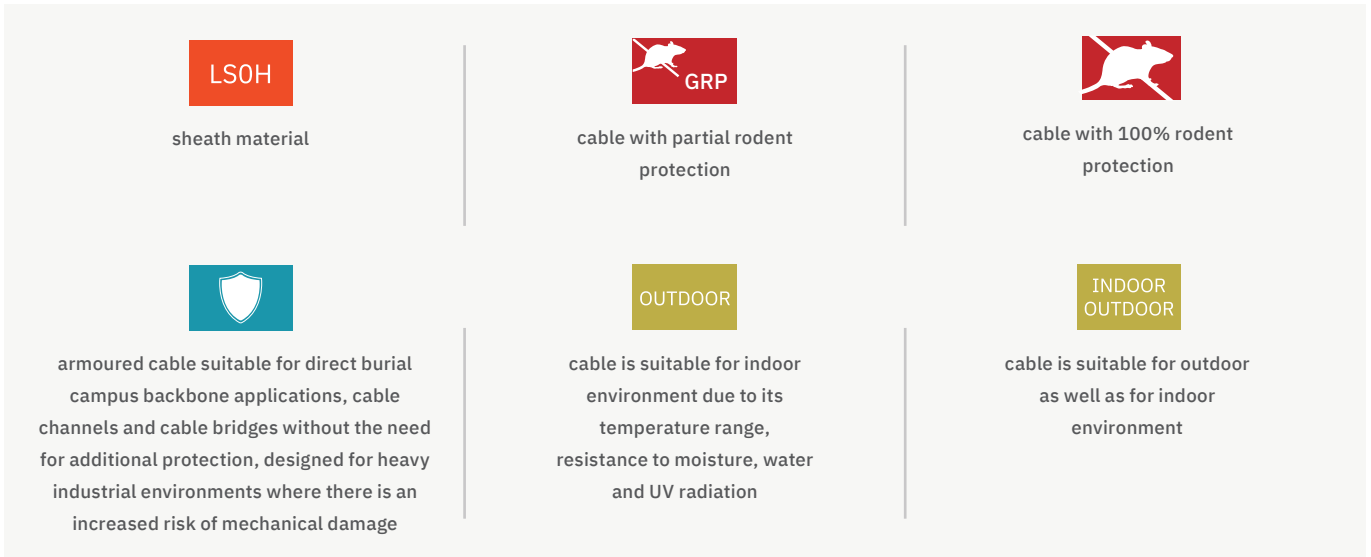 LS0H
sheath material
GRP
cable with partial rodent
protection
cable with 100% rodent
protection
armoured cable suitable for direct burial
campus backbone applications, cable
channels and cable bridges without the need
for additional protection, designed for heavy
industrial environments where there is an
increased risk of mechanical damage
OUTDOOR
cable is suitable for indoor
environment due to its
temperature range,
resistance to moisture, water
and UV radiation
INDOOR
OUTDOOR
cable is suitable for outdoor
as well as for indoor
environment